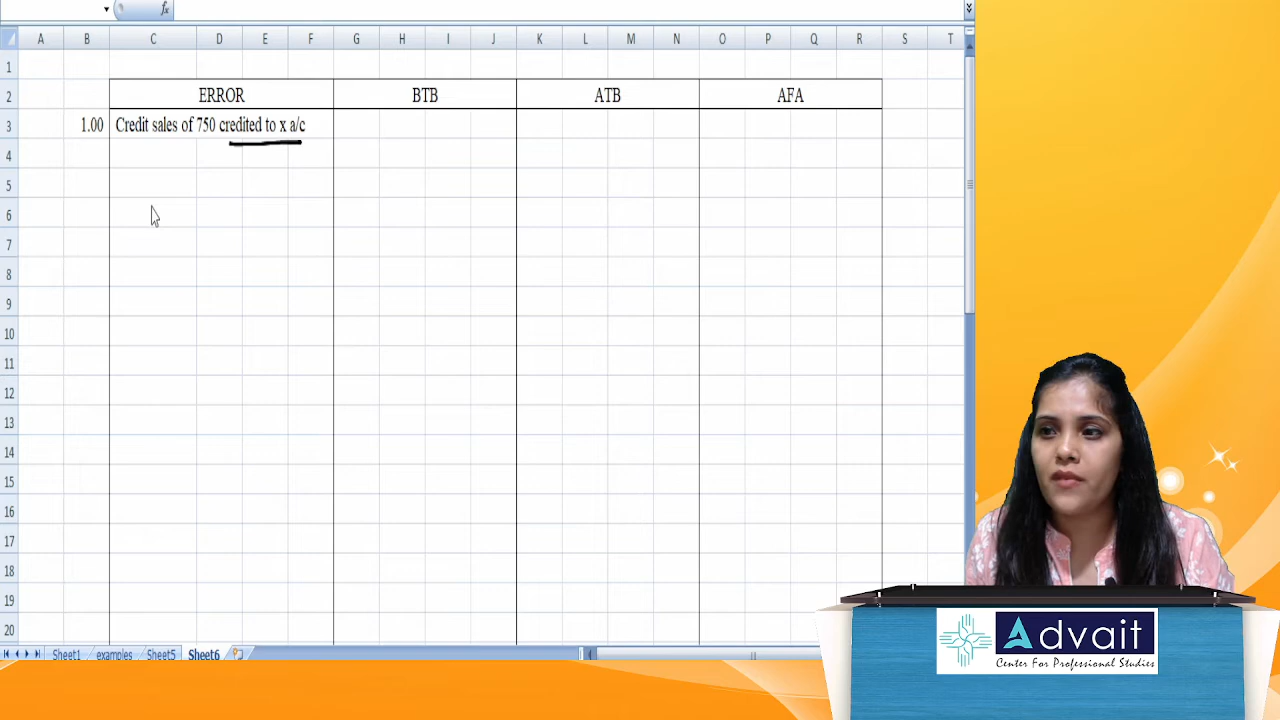 fx
A B C D E F G H I J K L M N O P Q R S T
1
2 ERROR BTB ATB AFA
3 1.00 Credit sales of 750 credited to x a/c
4
5
6
7
8
9
10
11
12
13
14
15
16
17
18
19
20
Sheet1 examples Sheet5 Sheet6
Advait
Center For Professional Studies